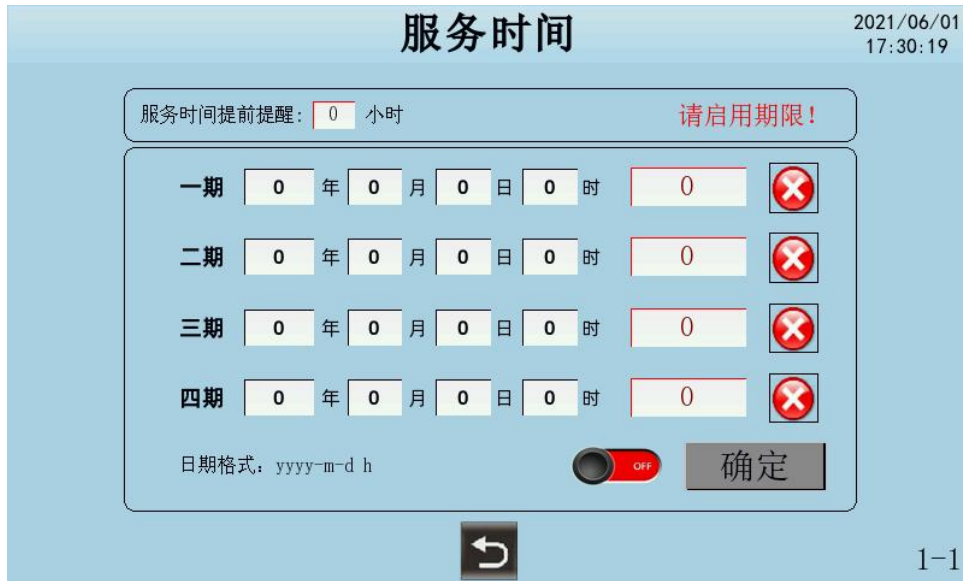 服务时间
2021/06/01
17:30:19
服务时间提前提醒: 0 小时 请启用期限!
一期 0 年 0 月 0 日 0 时 0
二期 0 年 0 月 0 日 0 时 0
三期 0 年 0 月 0 日 0 时 0
四期 0 年 0 月 0 日 0 时 0
日期格式: yyyy-m-d h OFF 确定
1-1